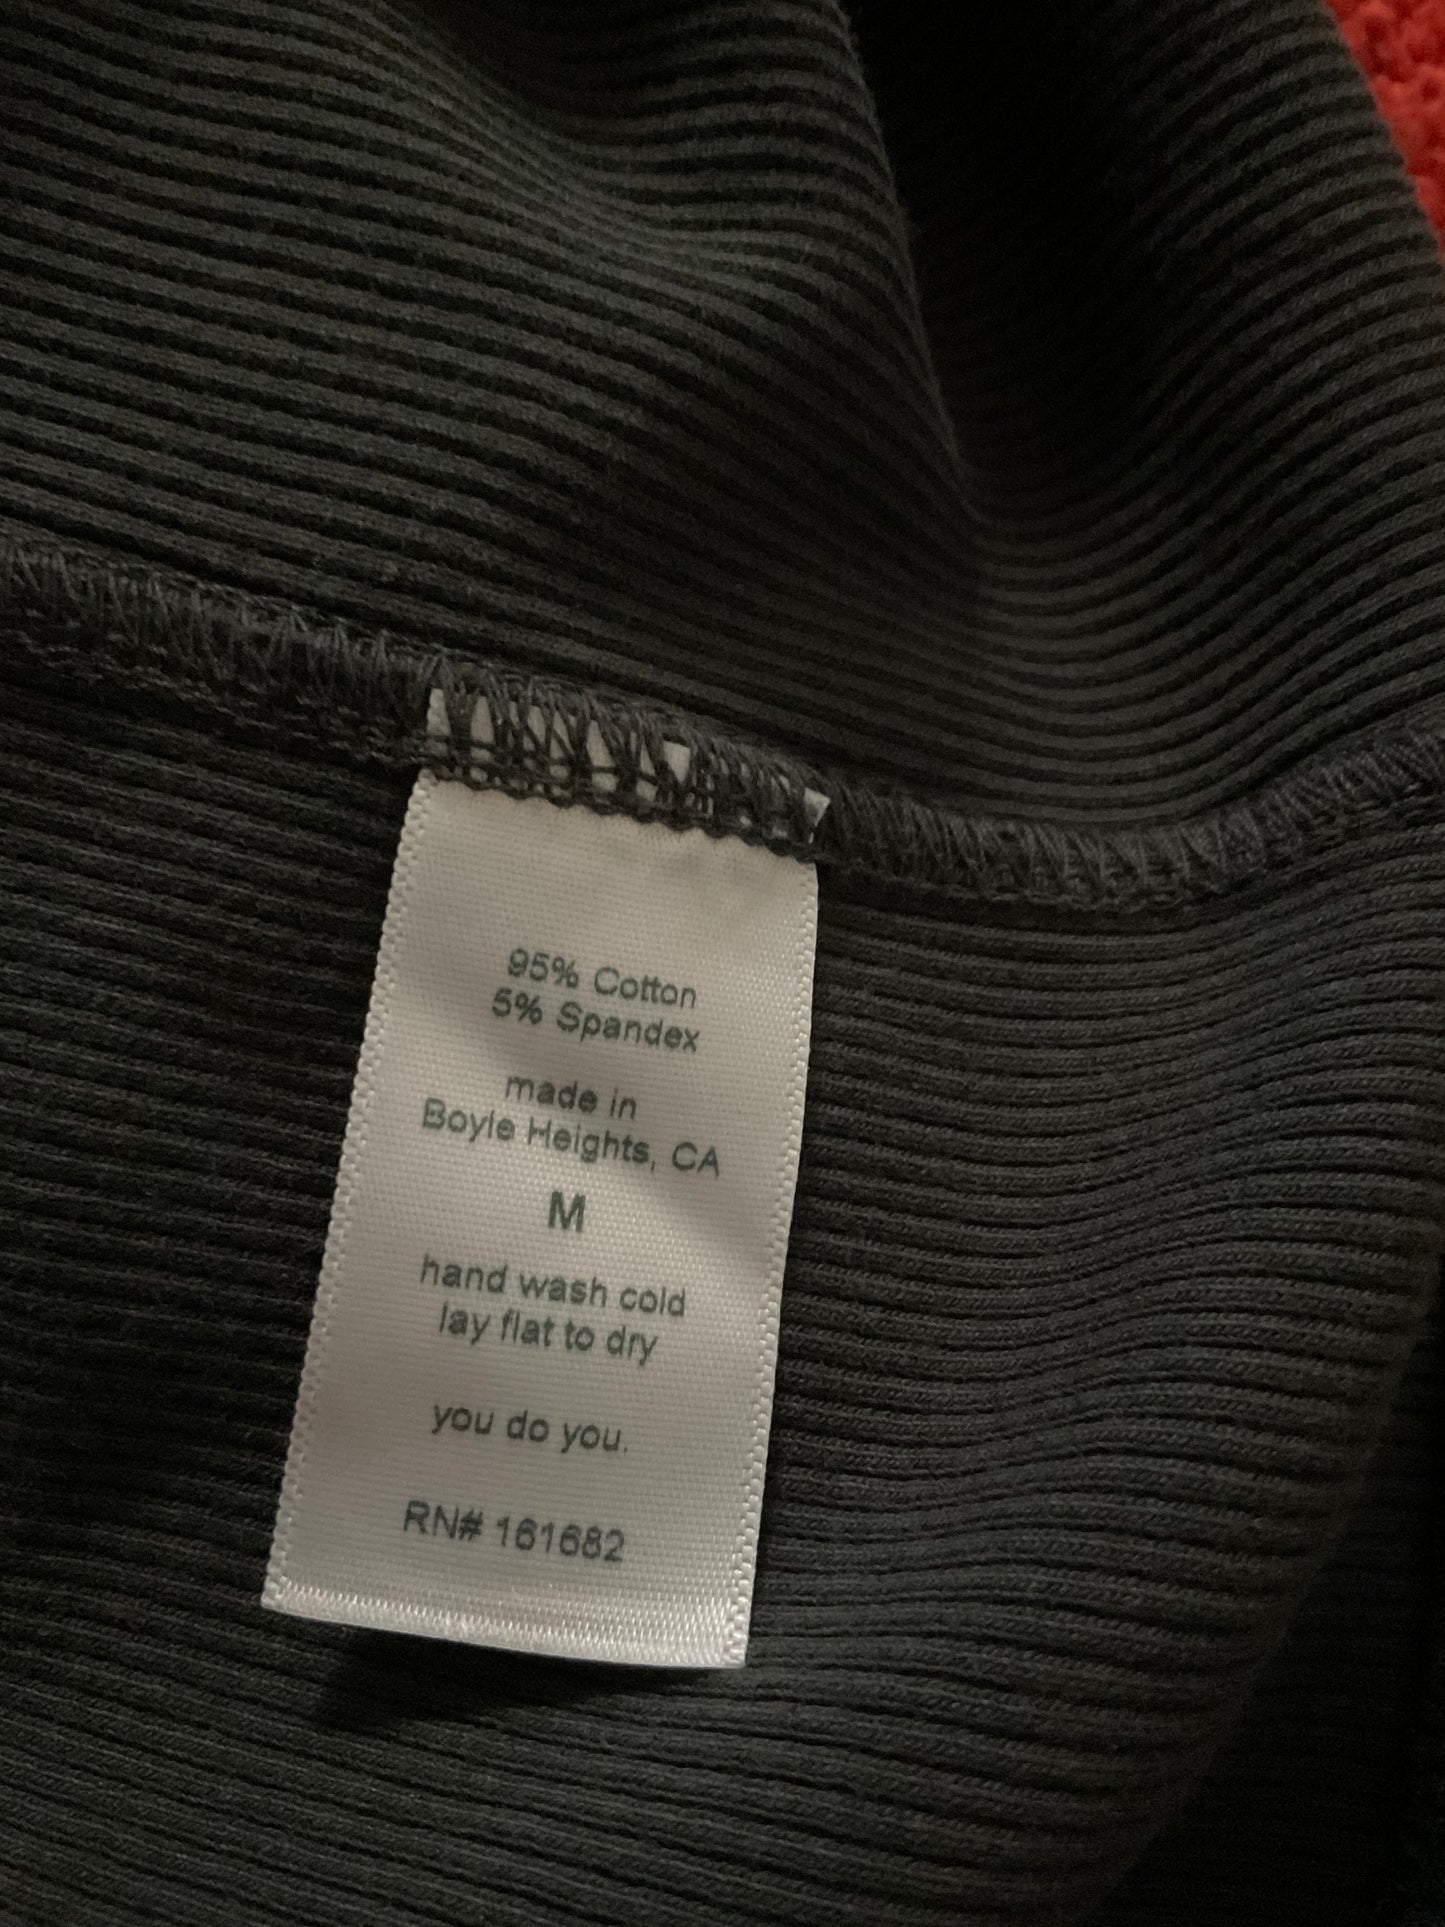 95% Cotton
5% Spandex
made in
Boyle Heights, CA
M
hand wash cold
lay flat to dry
you do you.
RN# 161682